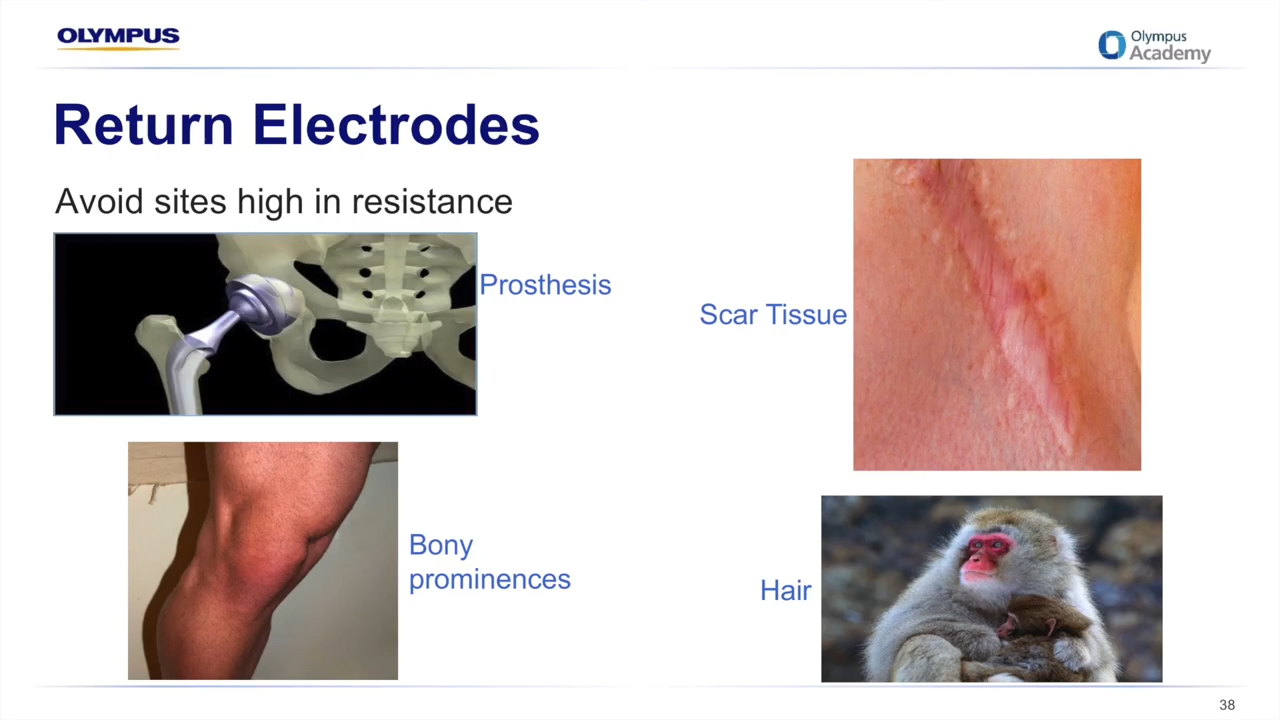 OLYMPUS
Olympus
Academy
Return Electrodes
Avoid sites high in resistance
Prosthesis
Scar Tissue
Bony
prominences
Hair
38